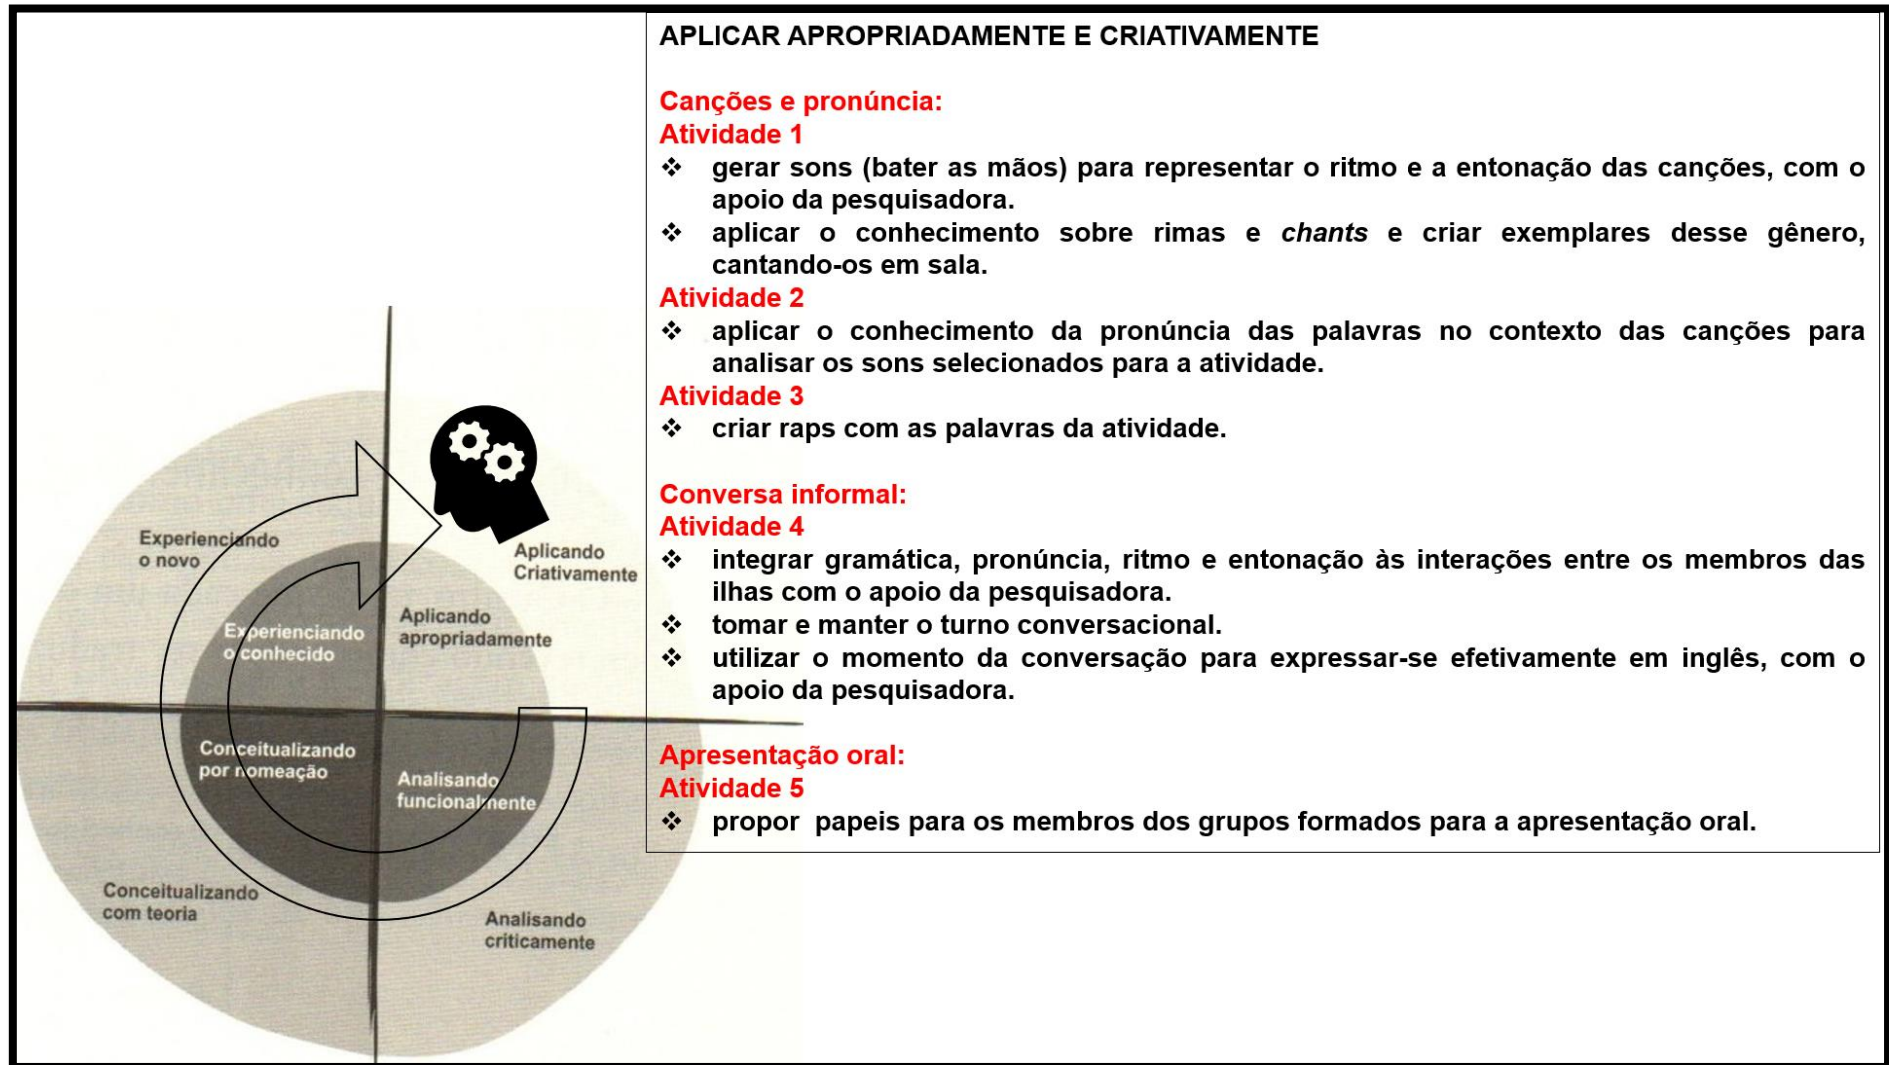 APLICAR APROPRIADAMENTE E CRIATIVAMENTE
Canções e pronúncia:
Atividade 1
❖ gerar sons (bater as mãos) para representar o ritmo e a entonação das canções, com o
apoio da pesquisadora.
❖ aplicar o conhecimento sobre rimas e chants e criar exemplares desse gênero,
cantando-os em sala.
Atividade 2
❖ aplicar o conhecimento da pronúncia das palavras no contexto das canções para
analisar os sons selecionados para a atividade.
Atividade 3
❖ criar raps com as palavras da atividade.
Conversa informal:
Atividade 4
❖ integrar gramática, pronúncia, ritmo e entonação às interações entre os membros das
ilhas com o apoio da pesquisadora.
❖ tomar e manter o turno conversacional.
❖ utilizar o momento da conversação para expressar-se efetivamente em inglês, com o
apoio da pesquisadora.
Apresentação oral:
Atividade 5
❖ propor papeis para os membros dos grupos formados para a apresentação oral.
Experienciando
o novo
Aplicando
Criativamente
Experienciando
o conhecido
Aplicando
apropriadamente
Conceitualizando
por nomeação
Analisando
funcionalmente
Conceitualizando
com teoria
Analisando
criticamente